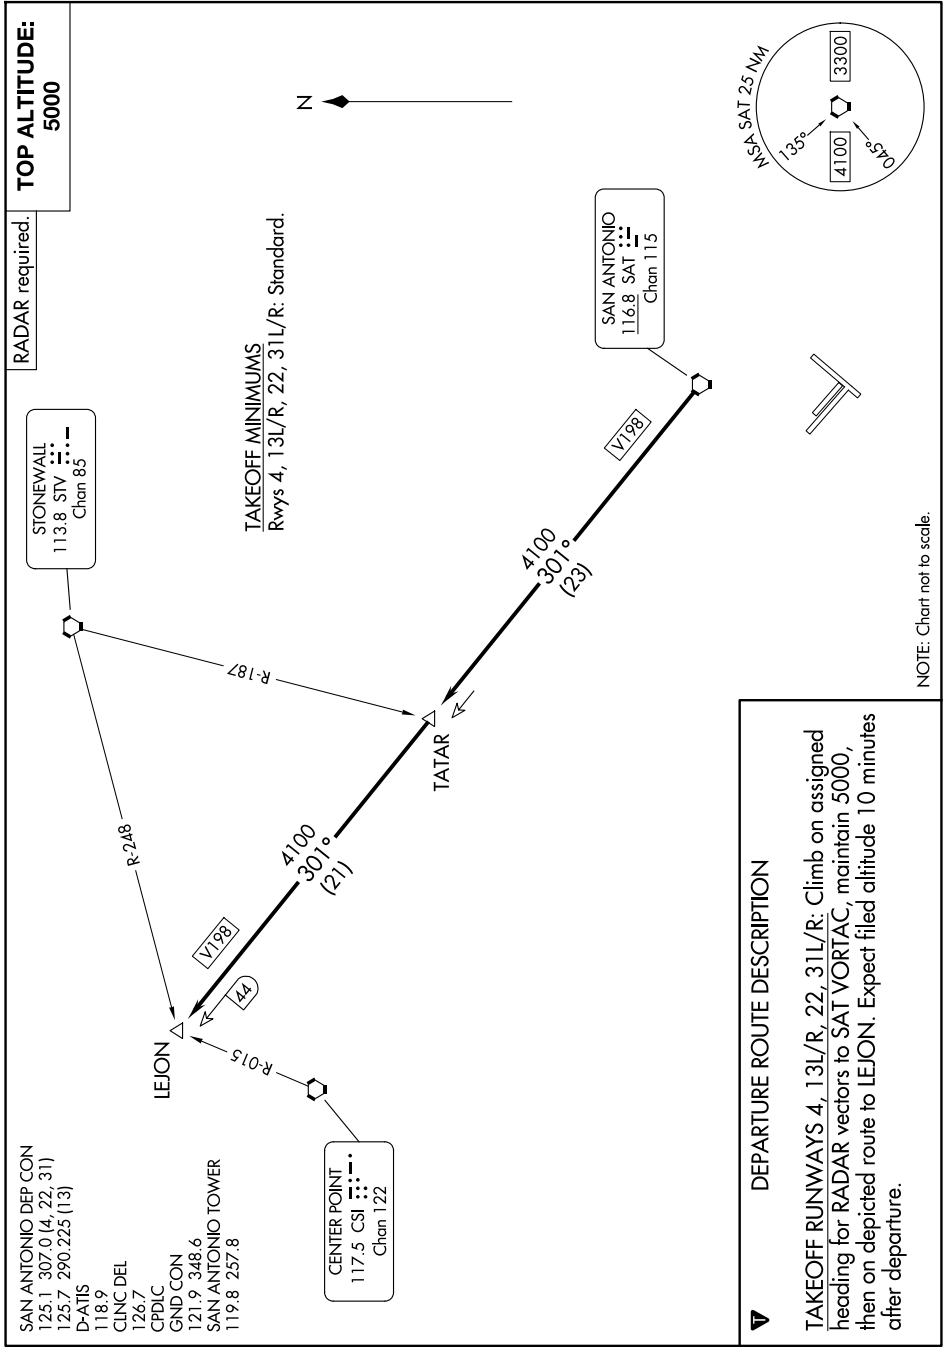 SAN ANTONIO DEP CON
125.1 307.0 (4, 22, 31)
125.7 290.225 (13)
D-ATIS
118.9
CLNC DEL
126.7
CPDLC
GND CON
121.9 348.6
SAN ANTONIO TOWER
119.8 257.8
RADAR required.
TOP ALTITUDE:
5000
STONEWALL
113.8 STV
Chan 85
R-248
R-187
LEJON
R-015
44
V198
4100
301°
(21)
CENTER POINT
117.5 CSI
Chan 122
TATAR
TAKEOFF MINIMUMS
Rwys 4, 13L/R, 22, 31L/R: Standard.
N
4100
301°
(23)
V198
SAN ANTONIO
116.8 SAT
Chan 115
MSA SAT 25 NM
135°
045°
4100
3300
NOTE: Chart not to scale.
T
DEPARTURE ROUTE DESCRIPTION
TAKEOFF RUNWAYS 4, 13L/R, 22, 31L/R: Climb on assigned
heading for RADAR vectors to SAT VORTAC, maintain 5000,
then on depicted route to LEJON. Expect filed altitude 10 minutes
after departure.